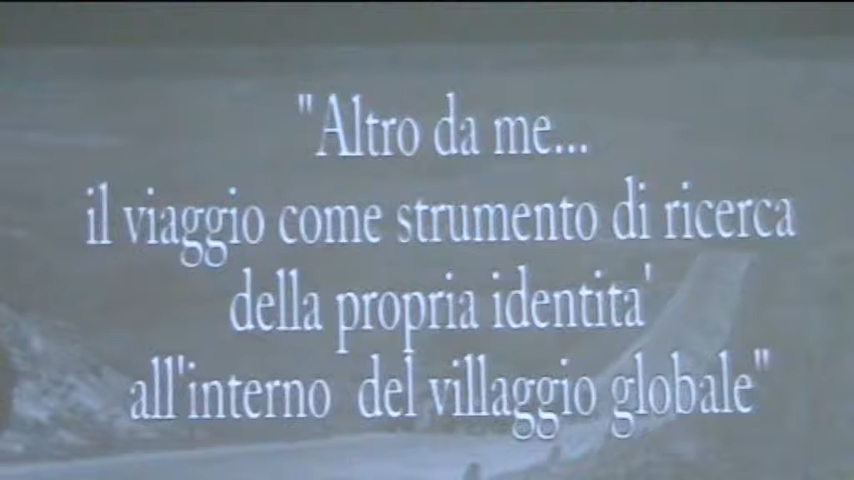 "Altro da me...
il viaggio come strumento di ricerca
della propria identita'
all'interno del villaggio globale"